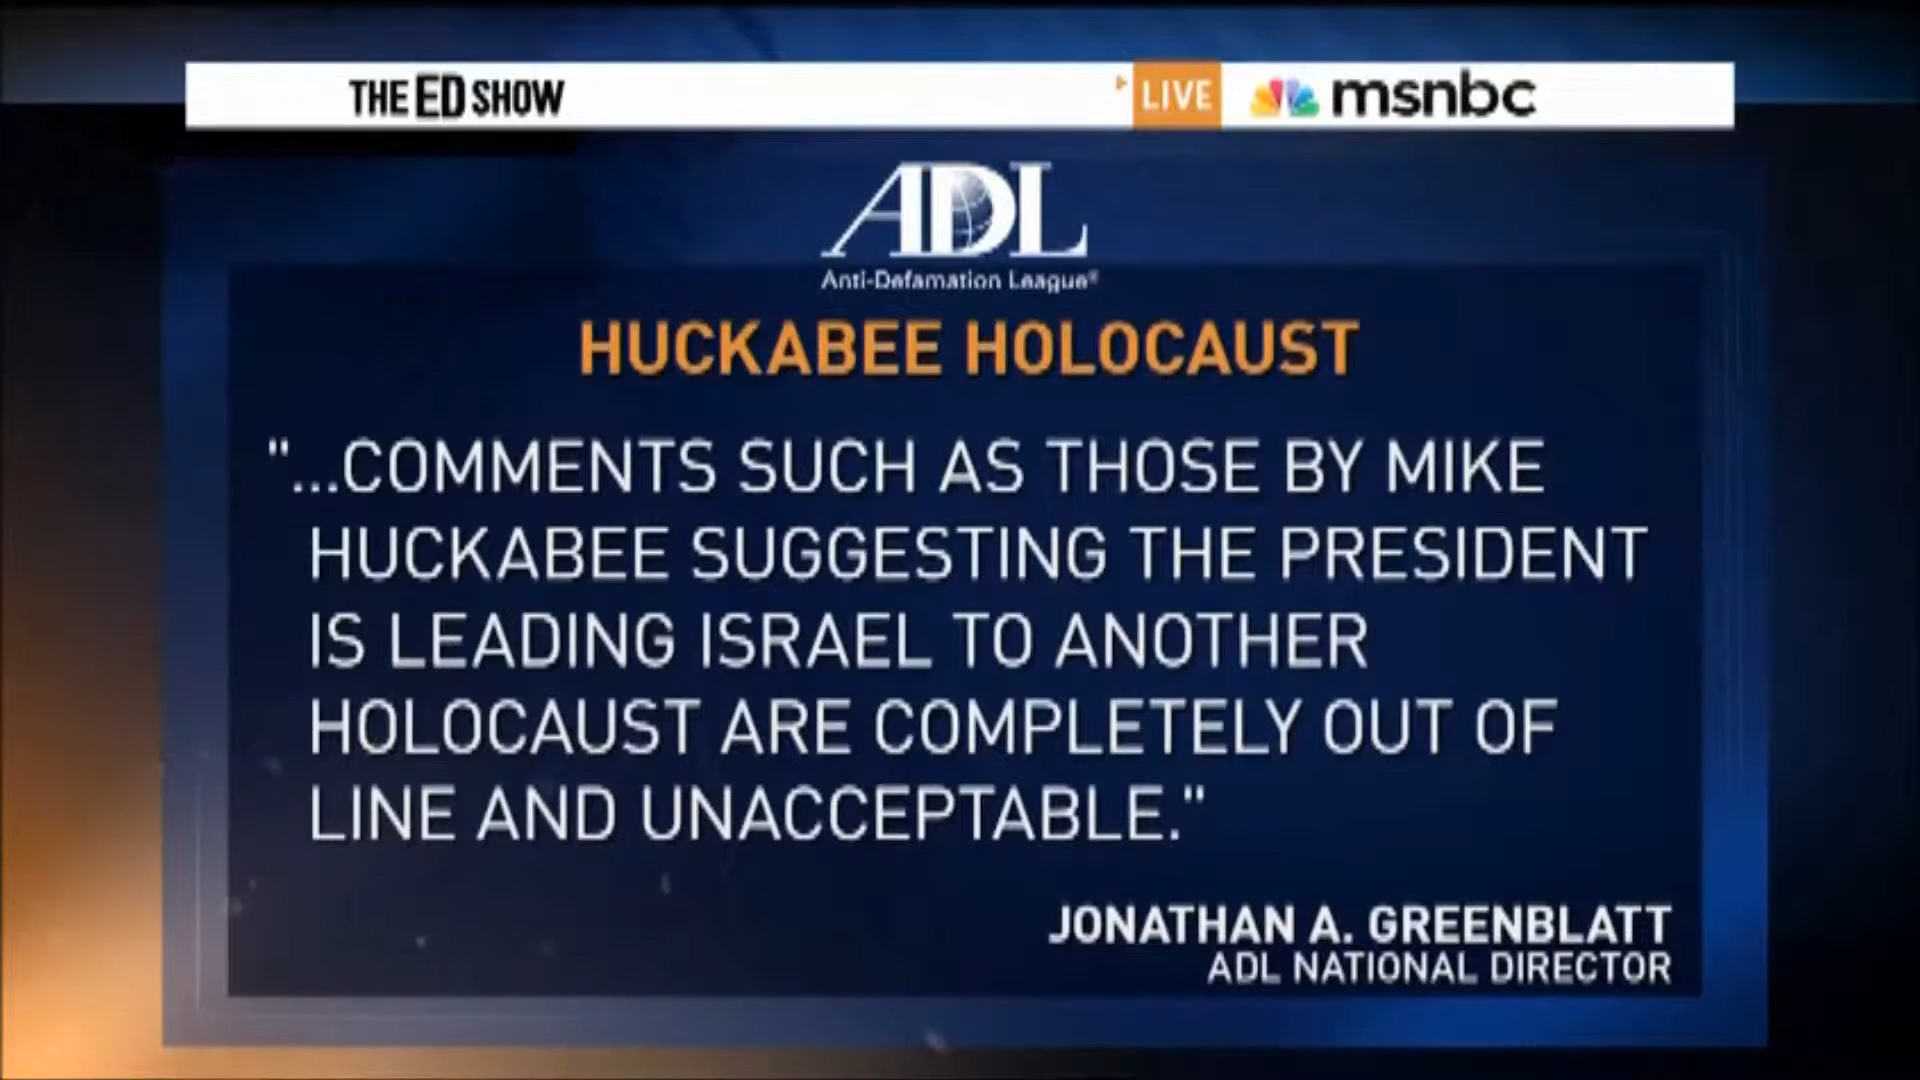 THE ED SHOW
LIVE msnbc
ADL
Anti-Defamation League®
HUCKABEE HOLOCAUST
"...COMMENTS SUCH AS THOSE BY MIKE
HUCKABEE SUGGESTING THE PRESIDENT
IS LEADING ISRAEL TO ANOTHER
HOLOCAUST ARE COMPLETELY OUT OF
LINE AND UNACCEPTABLE."
JONATHAN A. GREENBLATT
ADL NATIONAL DIRECTOR